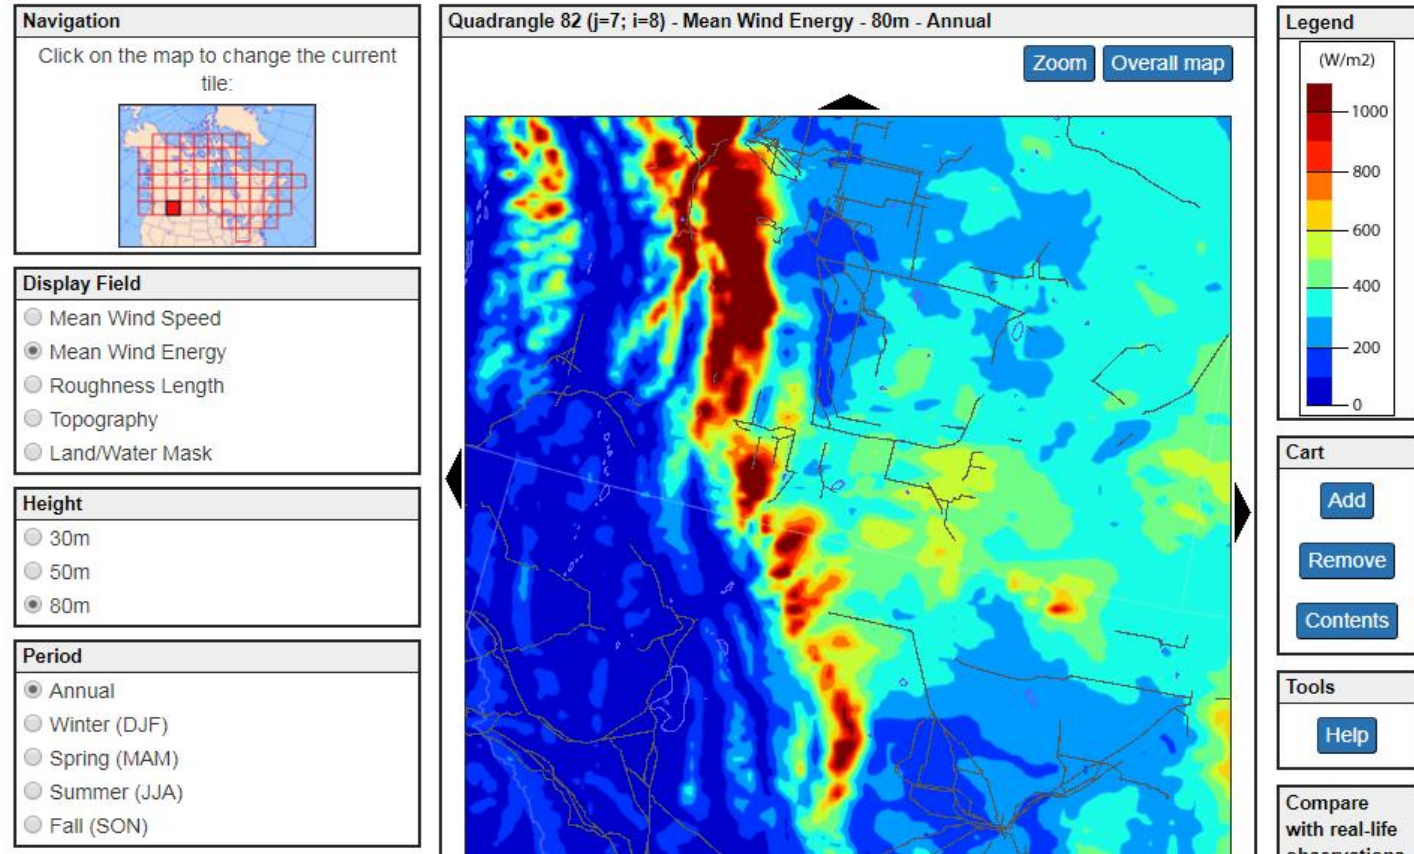 Navigation
Click on the map to change the current
tile:
Display Field
Mean Wind Speed
Mean Wind Energy
Roughness Length
Topography
Land/Water Mask
Height
30m
50m
80m
Period
Annual
Winter (DJF)
Spring (MAM)
Summer (JJA)
Fall (SON)
Quadrangle 82 (j=7; i=8) - Mean Wind Energy - 80m - Annual
Zoom
Overall map
Legend
(W/m2)
1000
800
600
400
200
0
Cart
Add
Remove
Contents
Tools
Help
Compare
with real-life
observations